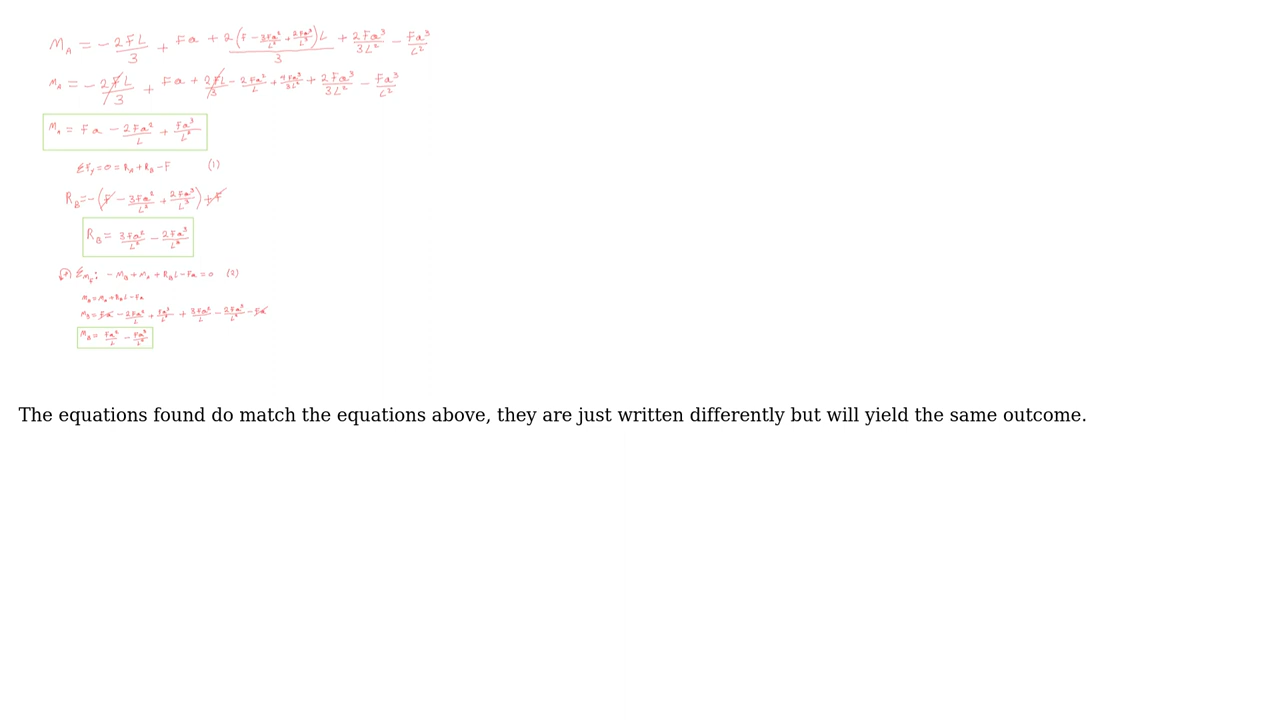 M_A = - 2FL/3 + Fa + 2(F - 3Fa²/L² + 2Fa³/L³)L/3 + 2Fa³/3L² - Fa³/L²
M_A = - 2FL/3 + Fa + 2FL/3 - 2Fa²/L + 4Fa³/3L² + 2Fa³/3L² - Fa³/L²
M_A = Fa - 2Fa²/L + Fa³/L²
ΣF_y = 0 = R_A + R_B - F (1)
R_B = - (F - 3Fa²/L² + 2Fa³/L³) + F
R_B = 3Fa²/L² - 2Fa³/L³
ΣM_F: - M_B + M_A + R_B L - Fa = 0 (2)
M_B = M_A + R_B L - Fa
M_B = Fa - 2Fa²/L + Fa³/L² + 3Fa²/L - 2Fa³/L² - Fa
M_B = Fa²/L - Fa³/L²
The equations found do match the equations above, they are just written differently but will yield the same outcome.